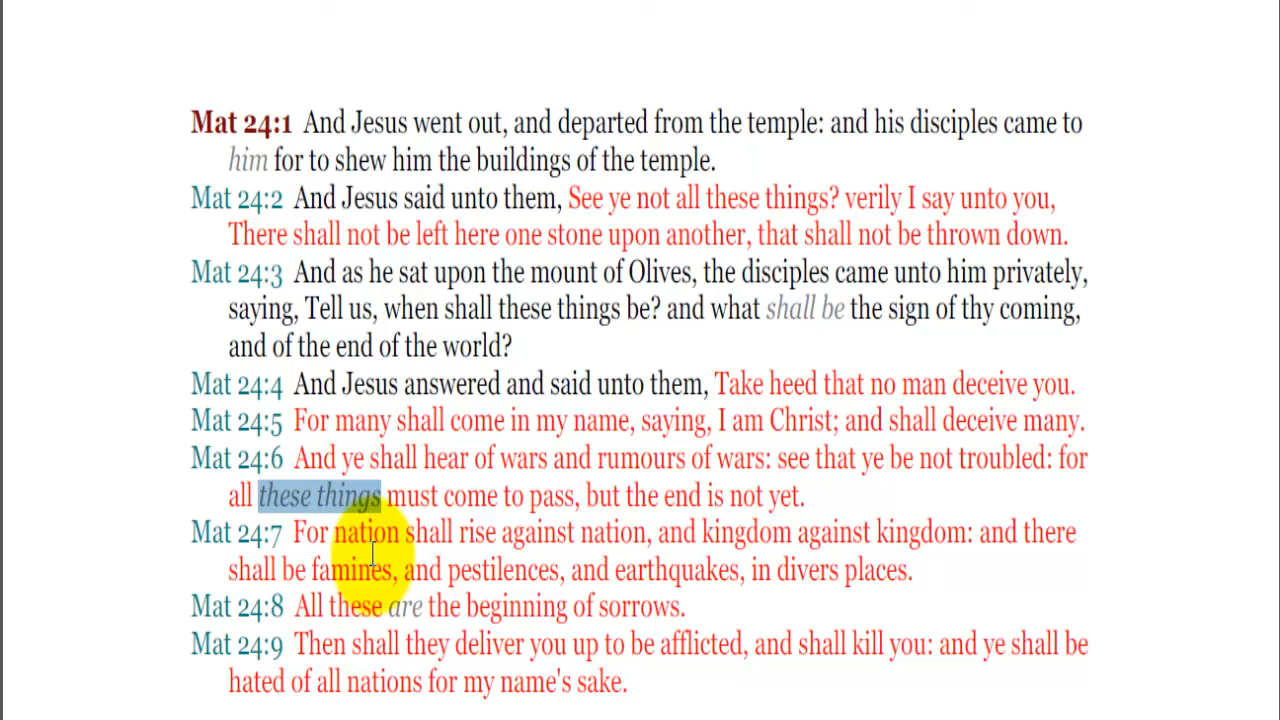 Mat 24:1 And Jesus went out, and departed from the temple: and his disciples came to
him for to shew him the buildings of the temple.
Mat 24:2 And Jesus said unto them, See ye not all these things? verily I say unto you,
There shall not be left here one stone upon another, that shall not be thrown down.
Mat 24:3 And as he sat upon the mount of Olives, the disciples came unto him privately,
saying, Tell us, when shall these things be? and what shall be the sign of thy coming,
and of the end of the world?
Mat 24:4 And Jesus answered and said unto them, Take heed that no man deceive you.
Mat 24:5 For many shall come in my name, saying, I am Christ; and shall deceive many.
Mat 24:6 And ye shall hear of wars and rumours of wars: see that ye be not troubled: for
all these things must come to pass, but the end is not yet.
Mat 24:7 For nation shall rise against nation, and kingdom against kingdom: and there
shall be famines, and pestilences, and earthquakes, in divers places.
Mat 24:8 All these are the beginning of sorrows.
Mat 24:9 Then shall they deliver you up to be afflicted, and shall kill you: and ye shall be
hated of all nations for my name's sake.